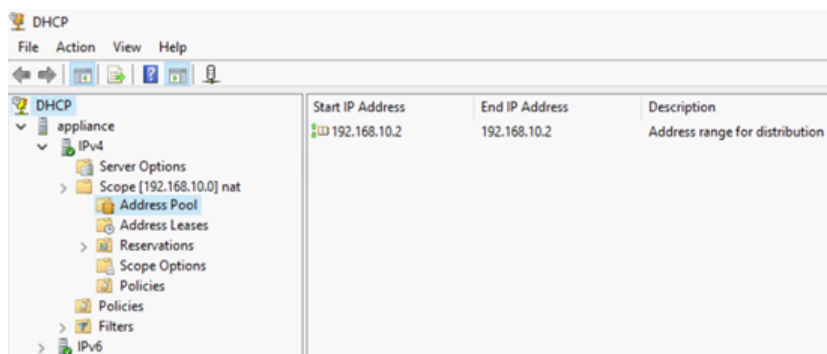 DHCP
File Action View Help
DHCP
appliance
IPv4
Server Options
Scope [192.168.10.0] nat
Address Pool
Address Leases
Reservations
Scope Options
Policies
Policies
Filters
IPv6
Start IP Address End IP Address Description
192.168.10.2 192.168.10.2 Address range for distribution